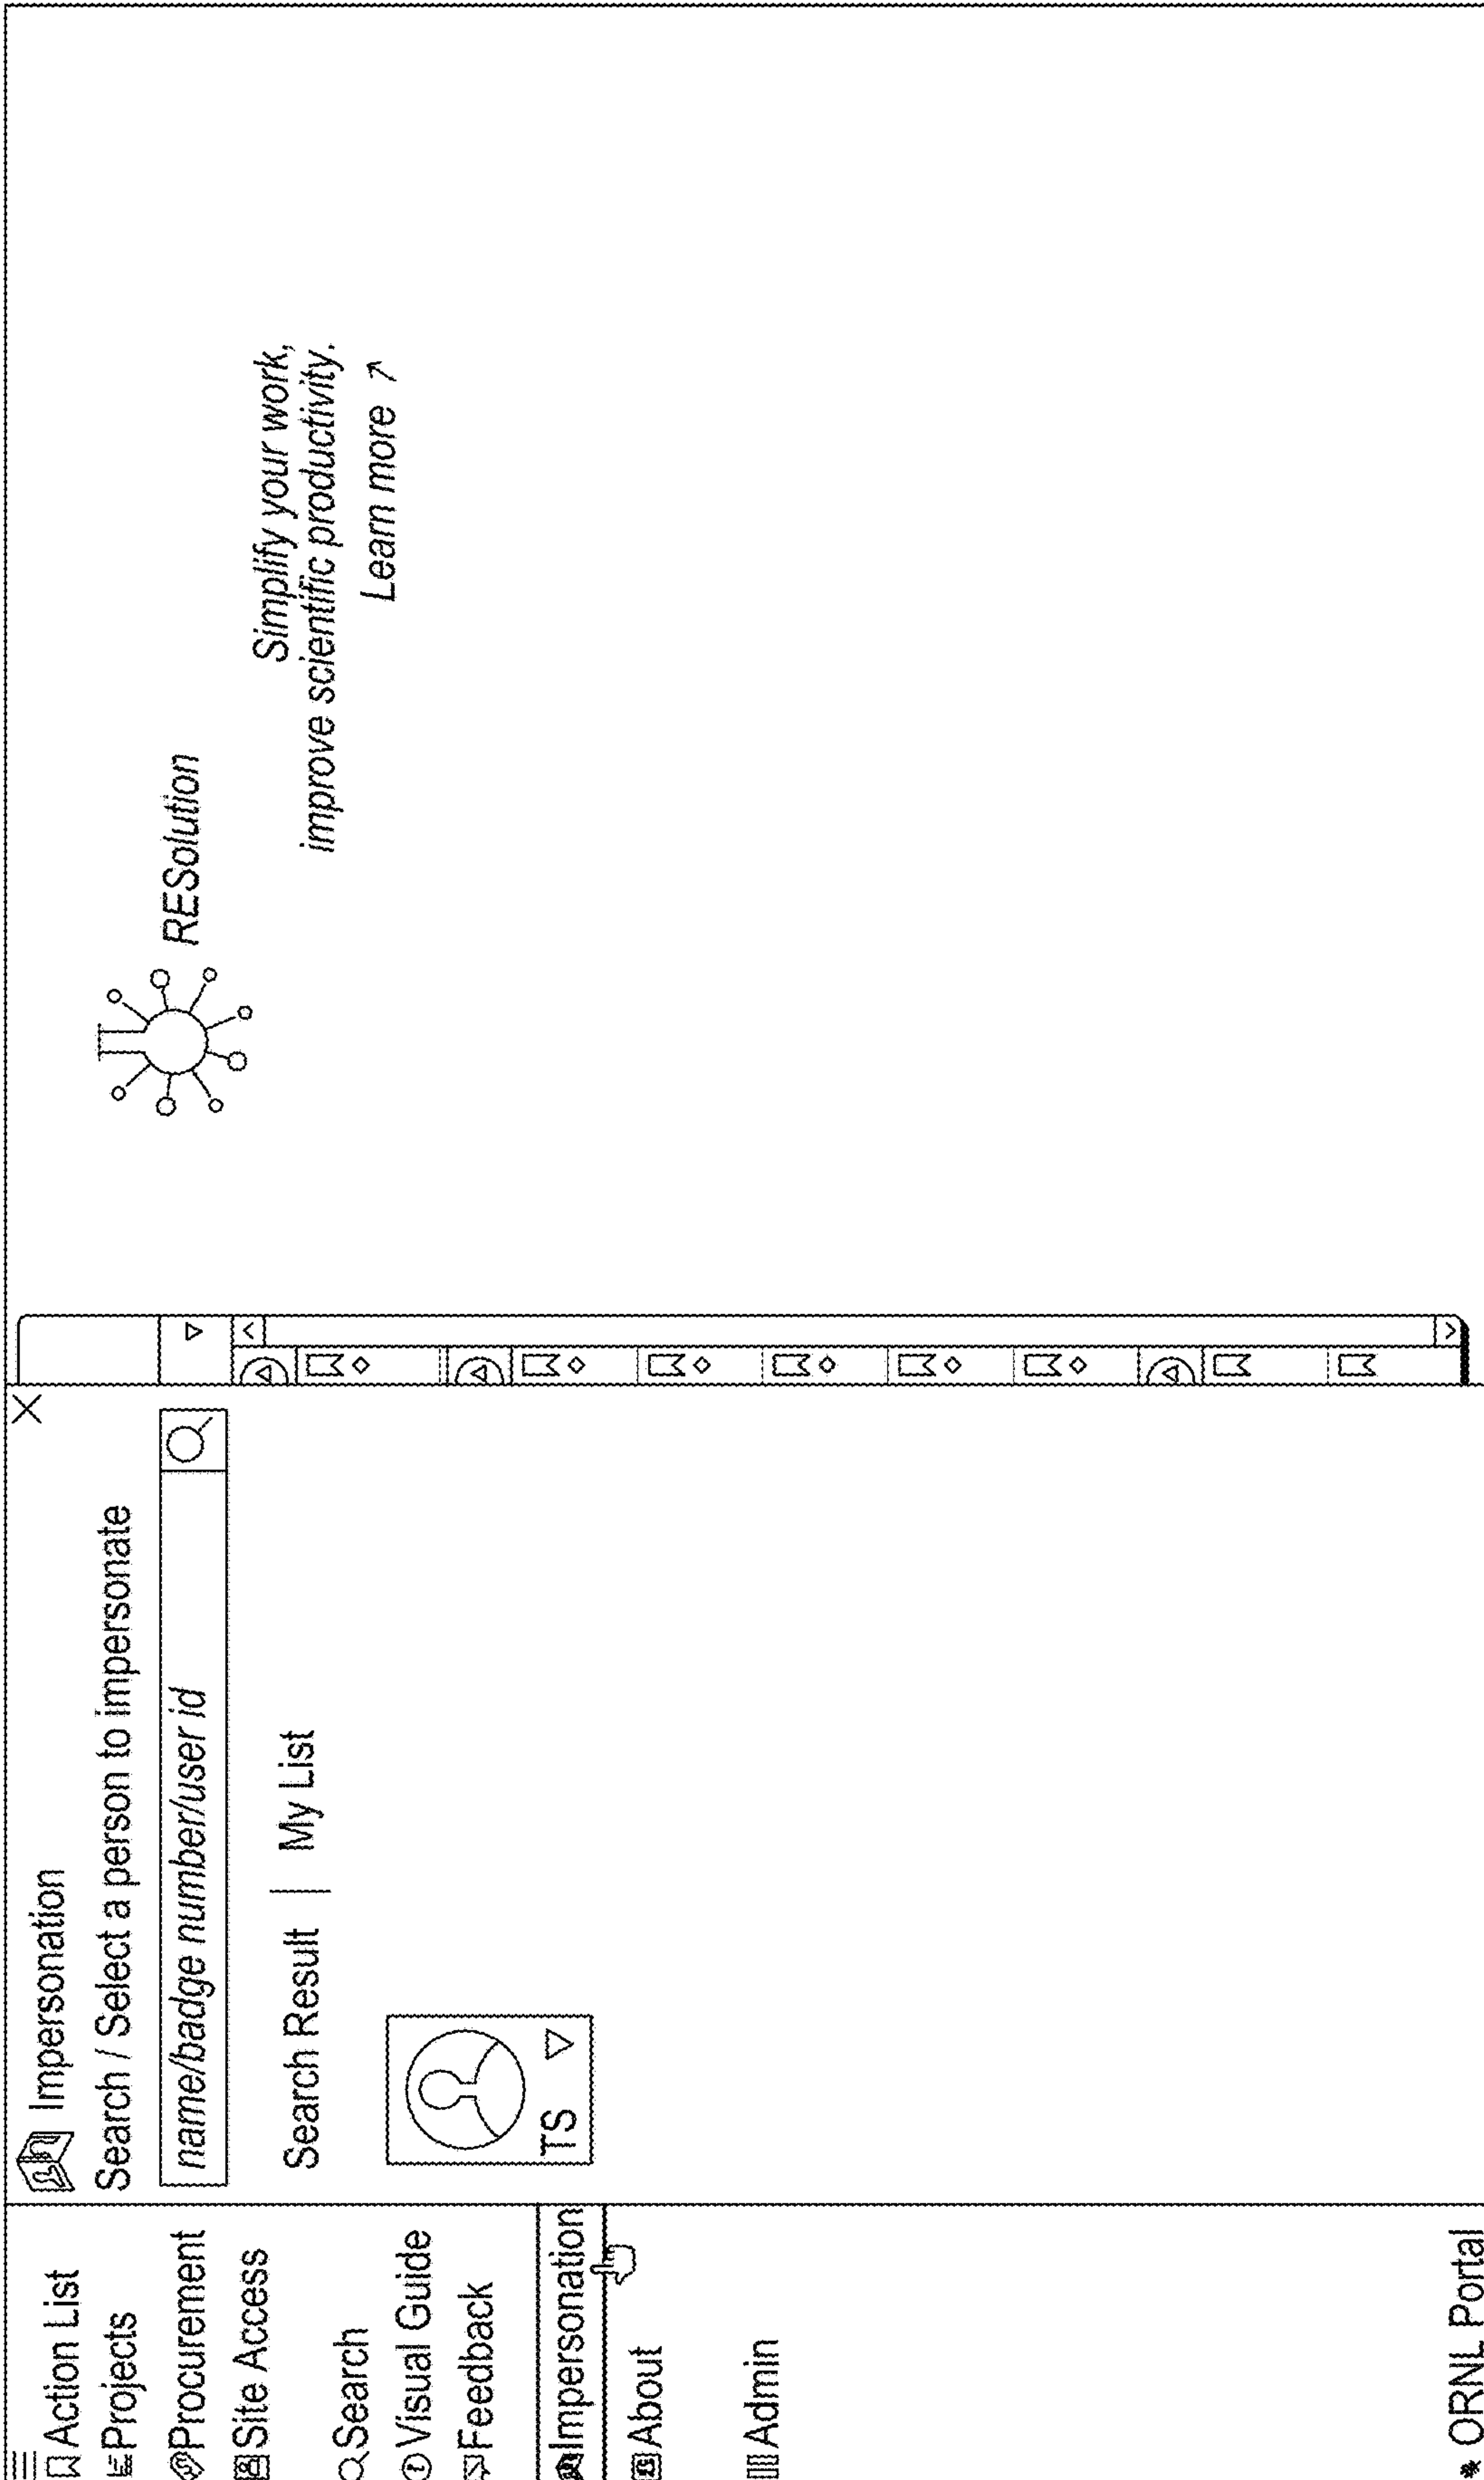 Action List
Projects
Procurement
Site Access
Search
Visual Guide
Feedback
Impersonation
About
Admin
ORNL Portal
Impersonation
Search / Select a person to impersonate
name/badge number/user id
Search Result | My List
TS
RESolution
Simplify your work,
improve scientific productivity.
Learn more ↗